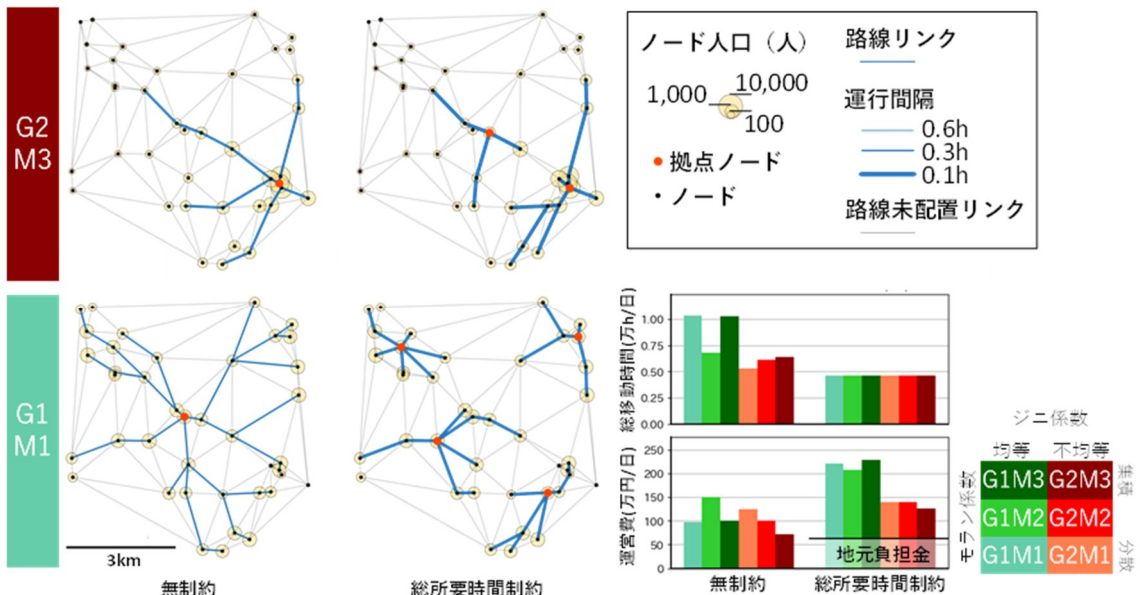 G2
M3
ノード人口（人）
1,000
10,000
100
拠点ノード
・ノード
路線リンク
運行間隔
0.6h
0.3h
0.1h
路線未配置リンク
G1
M1
3km
無制約
総所要時間制約
総移動時間(万h/日)
1.00
0.75
0.50
0.25
0.00
運営費(万円/日)
250
200
150
100
50
0
地元負担金
無制約
総所要時間制約
ジニ係数
均等
不均等
モラン係数
G1M3
G2M3
集積
G1M2
G2M2
G1M1
G2M1
分散